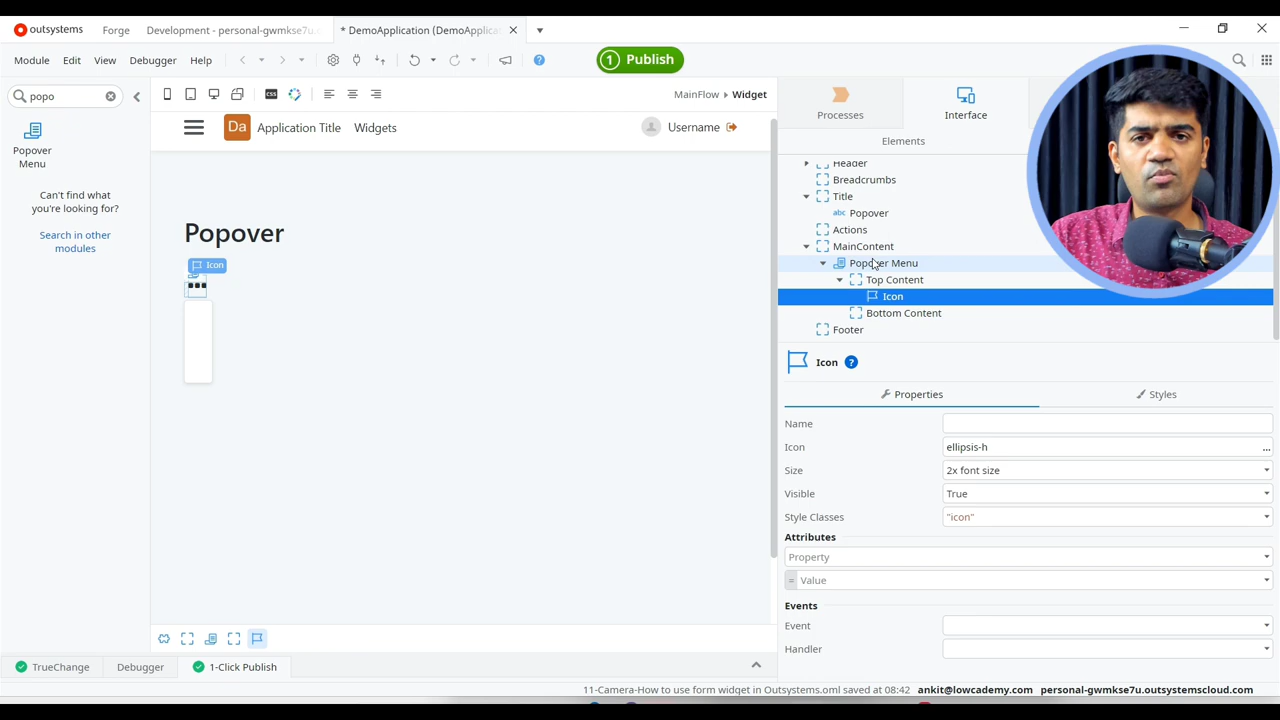 outsystems
Forge
Development - personal-gwmkse7u.c
* DemoApplication (DemoApplicat
Module Edit View Debugger Help
1 Publish
popo
Popover
Menu
Can't find what
you're looking for?
Search in other
modules
CSS
MainFlow Widget
Da Application Title Widgets
Username
Popover
Icon
Processes
Interface
Elements
Header
Breadcrumbs
Title
abc Popover
Actions
MainContent
Popover Menu
Top Content
Icon
Bottom Content
Footer
Icon ?
Properties
Styles
Name
Icon ellipsis-h ...
Size 2x font size
Visible True
Style Classes "icon"
Attributes
Property
= Value
Events
Event
Handler
TrueChange Debugger 1-Click Publish
11-Camera-How to use form widget in Outsystems.oml saved at 08:42 ankit@lowcademy.com personal-gwmkse7u.outsystemscloud.com